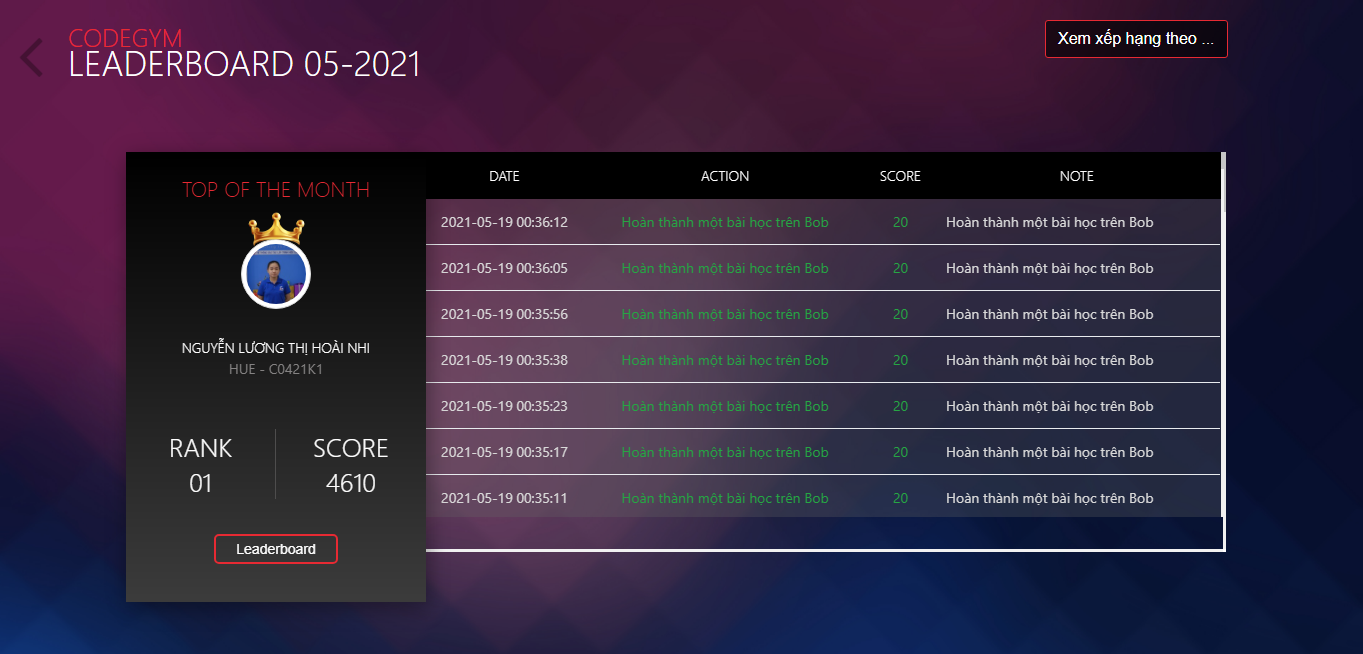 CODEGYM
LEADERBOARD 05-2021
Xem xếp hạng theo ...
TOP OF THE MONTH
NGUYỄN LƯƠNG THỊ HOÀI NHI
HUE - C0421K1
RANK SCORE
01 4610
Leaderboard
DATE ACTION SCORE NOTE
2021-05-19 00:36:12 Hoàn thành một bài học trên Bob 20 Hoàn thành một bài học trên Bob
2021-05-19 00:36:05 Hoàn thành một bài học trên Bob 20 Hoàn thành một bài học trên Bob
2021-05-19 00:35:56 Hoàn thành một bài học trên Bob 20 Hoàn thành một bài học trên Bob
2021-05-19 00:35:38 Hoàn thành một bài học trên Bob 20 Hoàn thành một bài học trên Bob
2021-05-19 00:35:23 Hoàn thành một bài học trên Bob 20 Hoàn thành một bài học trên Bob
2021-05-19 00:35:17 Hoàn thành một bài học trên Bob 20 Hoàn thành một bài học trên Bob
2021-05-19 00:35:11 Hoàn thành một bài học trên Bob 20 Hoàn thành một bài học trên Bob